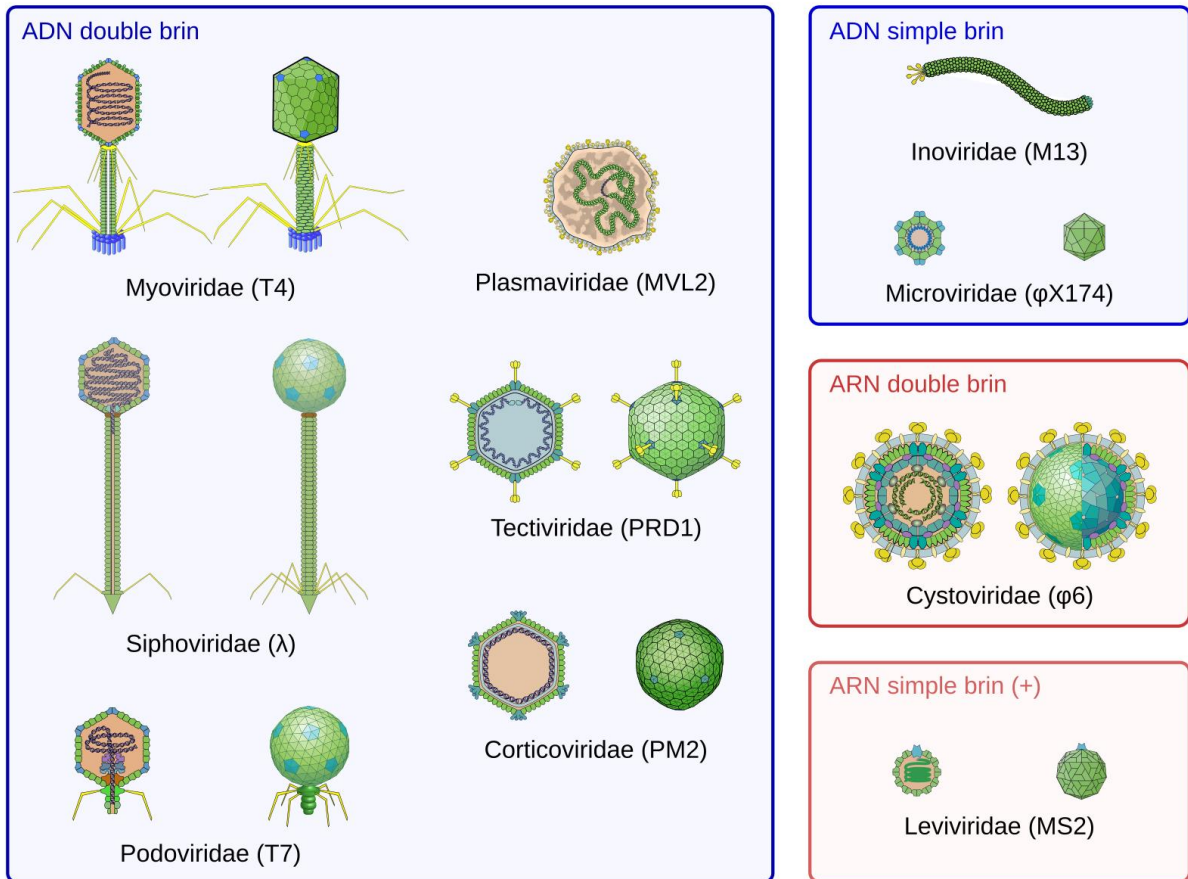 ADN double brin
Myoviridae (T4)
Plasmaviridae (MVL2)
Siphoviridae (λ)
Tectiviridae (PRD1)
Corticoviridae (PM2)
Podoviridae (T7)
ADN simple brin
Inoviridae (M13)
Microviridae (φX174)
ARN double brin
Cystoviridae (φ6)
ARN simple brin (+)
Leviviridae (MS2)